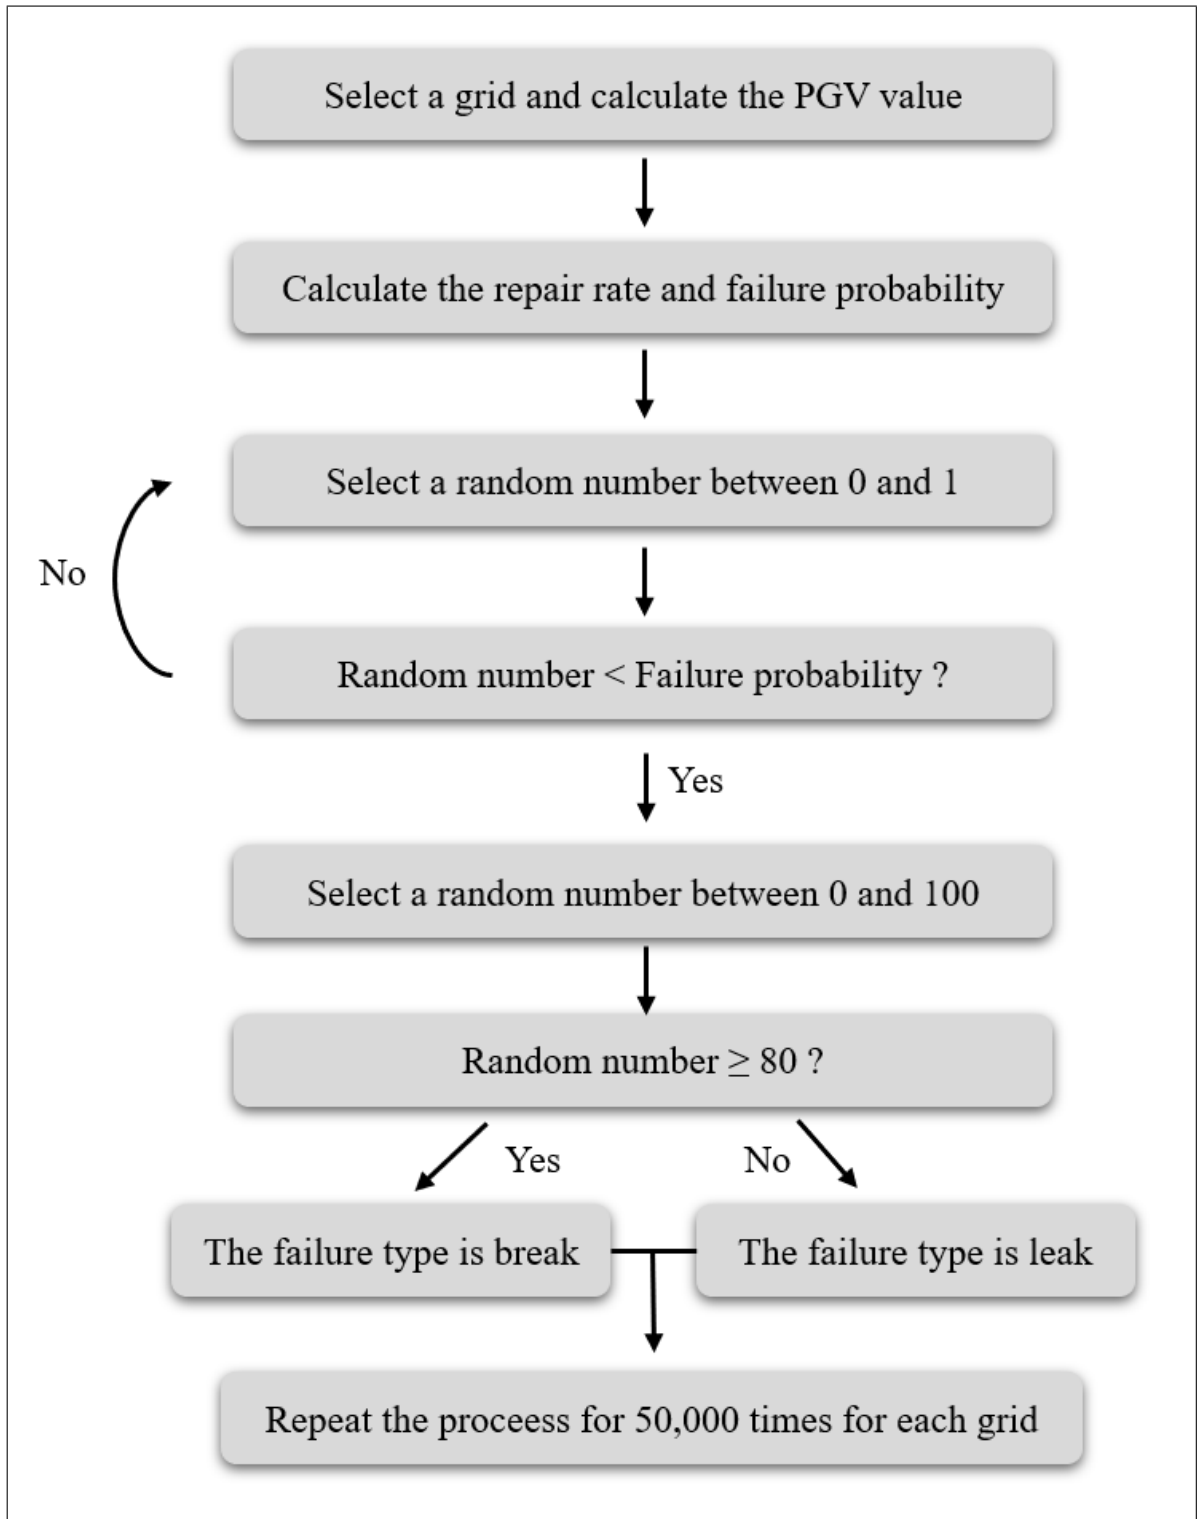 Select a grid and calculate the PGV value
Calculate the repair rate and failure probability
Select a random number between 0 and 1
No
Random number < Failure probability ?
Yes
Select a random number between 0 and 100
Random number ≥ 80 ?
Yes
No
The failure type is break
The failure type is leak
Repeat the proceess for 50,000 times for each grid